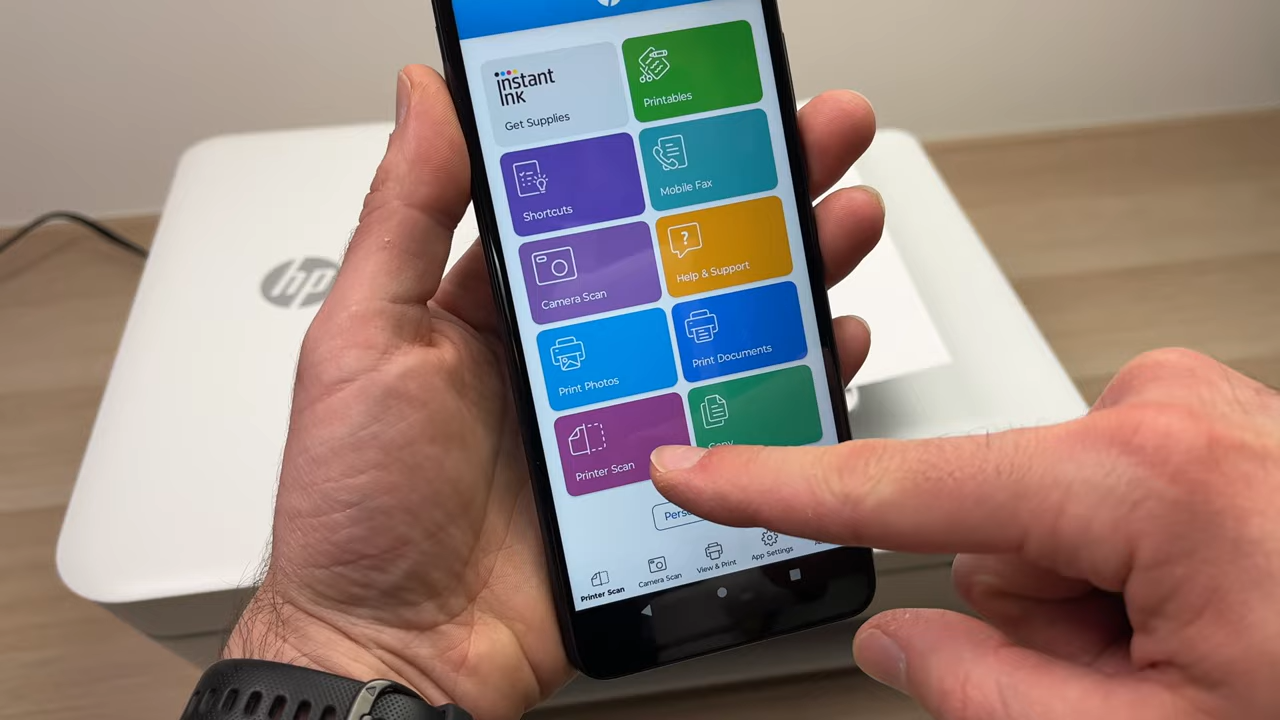 instant
ink
Get Supplies
Printables
Shortcuts
Mobile Fax
Camera Scan
?
Help & Support
Print Photos
Print Documents
Printer Scan
Copy
Printer Scan
Camera Scan
View & Print
App Settings
hp